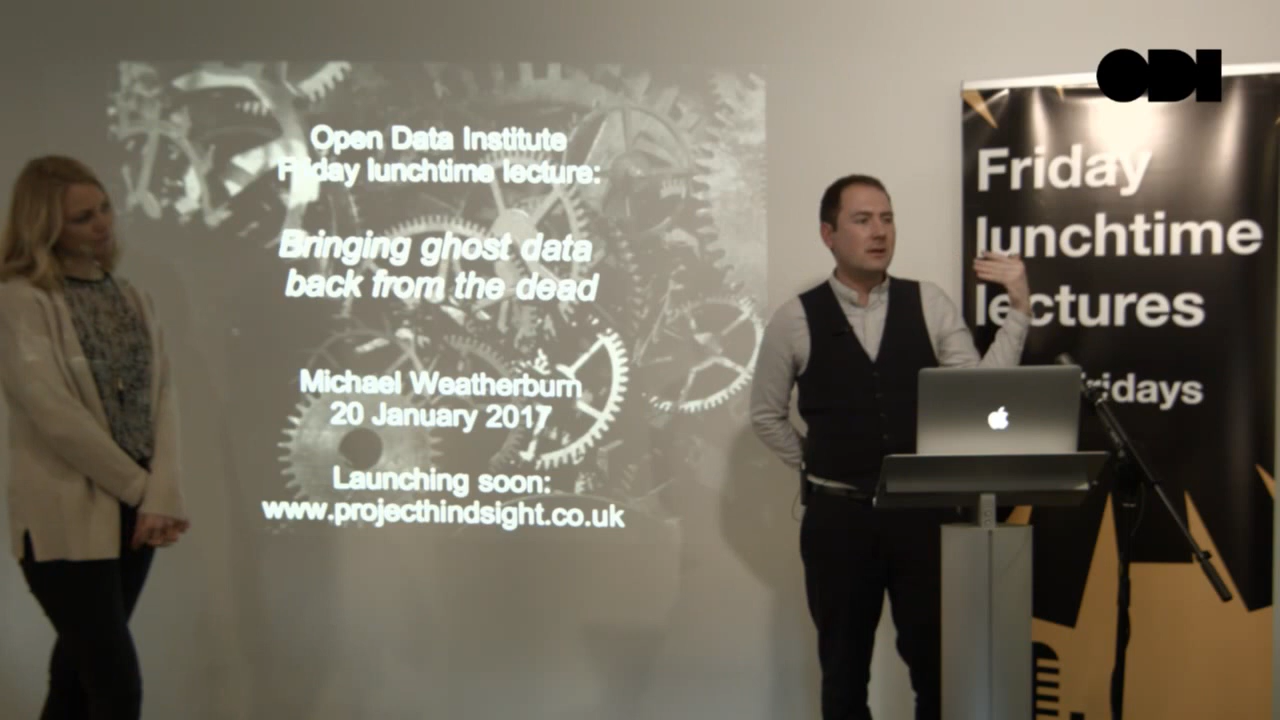 Open Data Institute
Friday lunchtime lecture:
Bringing ghost data
back from the dead
Michael Weatherburn
20 January 2017
Launching soon:
www.projecthindsight.co.uk
ODI
Friday
lunchtime
lectures